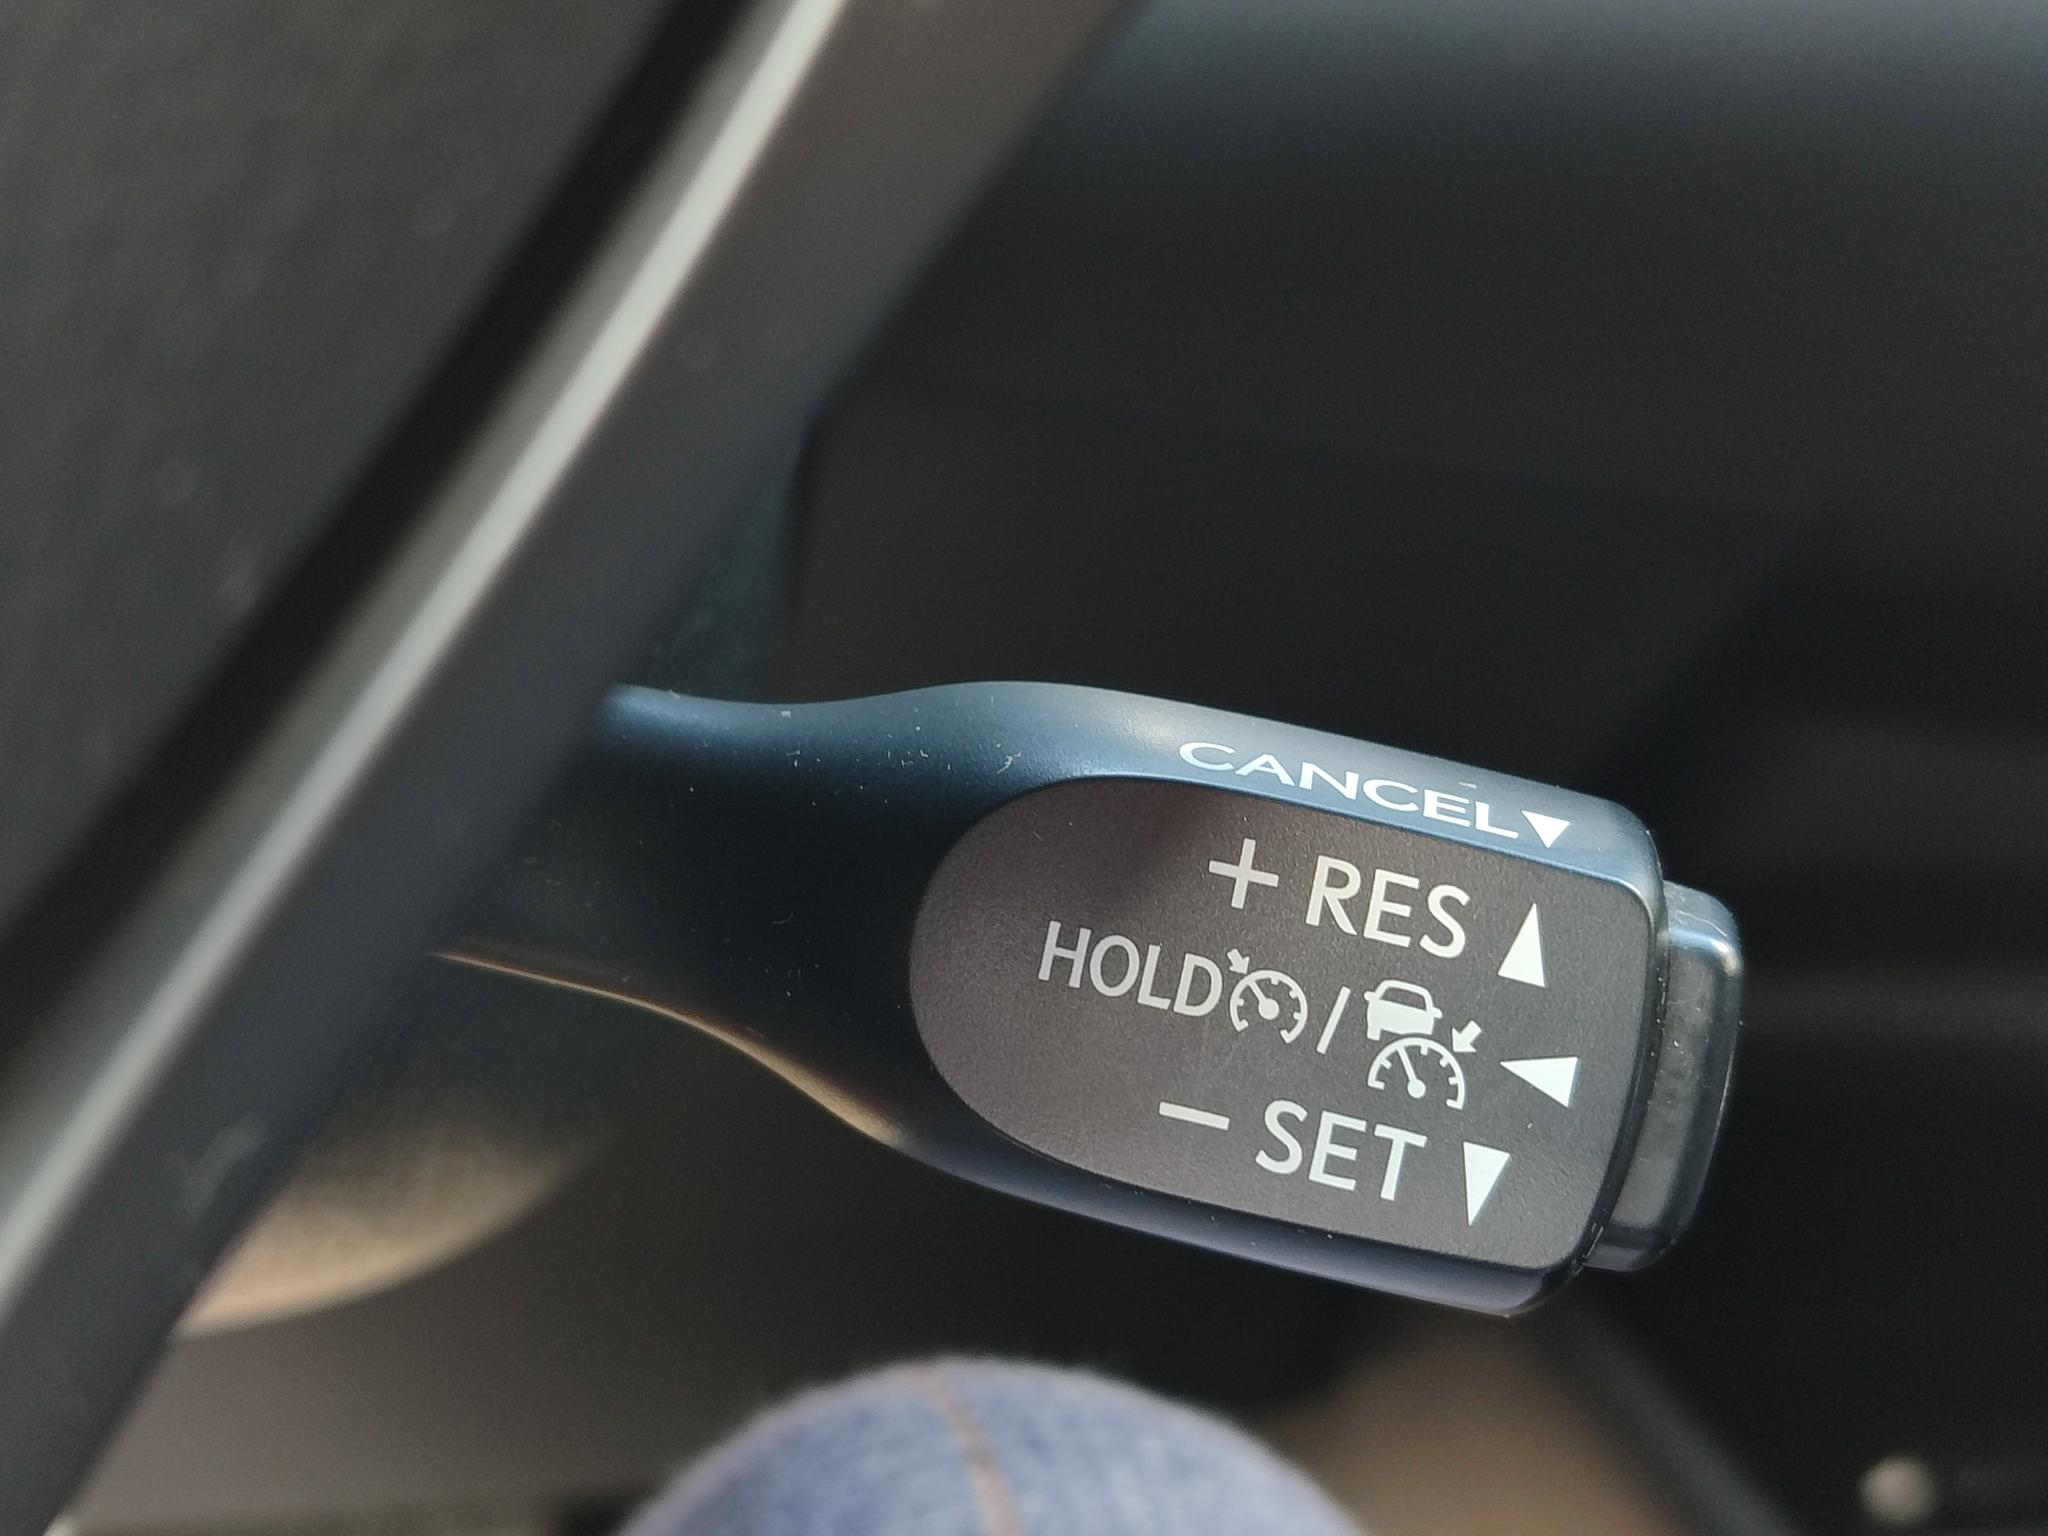 CANCEL
+ RES
HOLD /
− SET